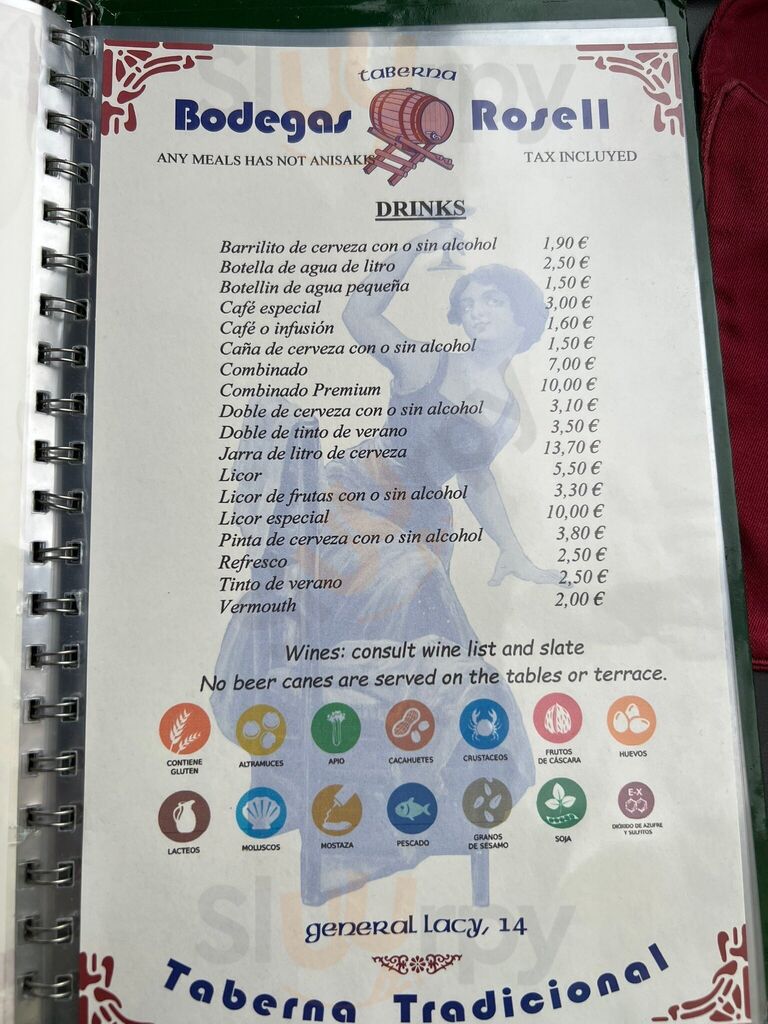 taberna
Bodegas Rosell
ANY MEALS HAS NOT ANISAKIS TAX INCLUYED
DRINKS
Barrilito de cerveza con o sin alcohol 1,90 €
Botella de agua de litro 2,50 €
Botellin de agua pequeña 1,50 €
Café especial 3,00 €
Café o infusión 1,60 €
Caña de cerveza con o sin alcohol 1,50 €
Combinado 7,00 €
Combinado Premium 10,00 €
Doble de cerveza con o sin alcohol 3,10 €
Doble de tinto de verano 3,50 €
Jarra de litro de cerveza 13,70 €
Licor 5,50 €
Licor de frutas con o sin alcohol 3,30 €
Licor especial 10,00 €
Pinta de cerveza con o sin alcohol 3,80 €
Refresco 2,50 €
Tinto de verano 2,50 €
Vermouth 2,00 €
Wines: consult wine list and slate
No beer canes are served on the tables or terrace.
CONTIENE GLUTEN
ALTRAMUCES
APIO
CACAHUETES
CRUSTACEOS
FRUTOS DE CÁSCARA
HUEVOS
E-X
LACTEOS
MOLUSCOS
MOSTAZA
PESCADO
GRANOS DE SESAMO
SOJA
DIÓXIDO DE AZUFRE Y SULFITOS
general lacy, 14
Taberna Tradicional
Sluurpy
Sluurpy